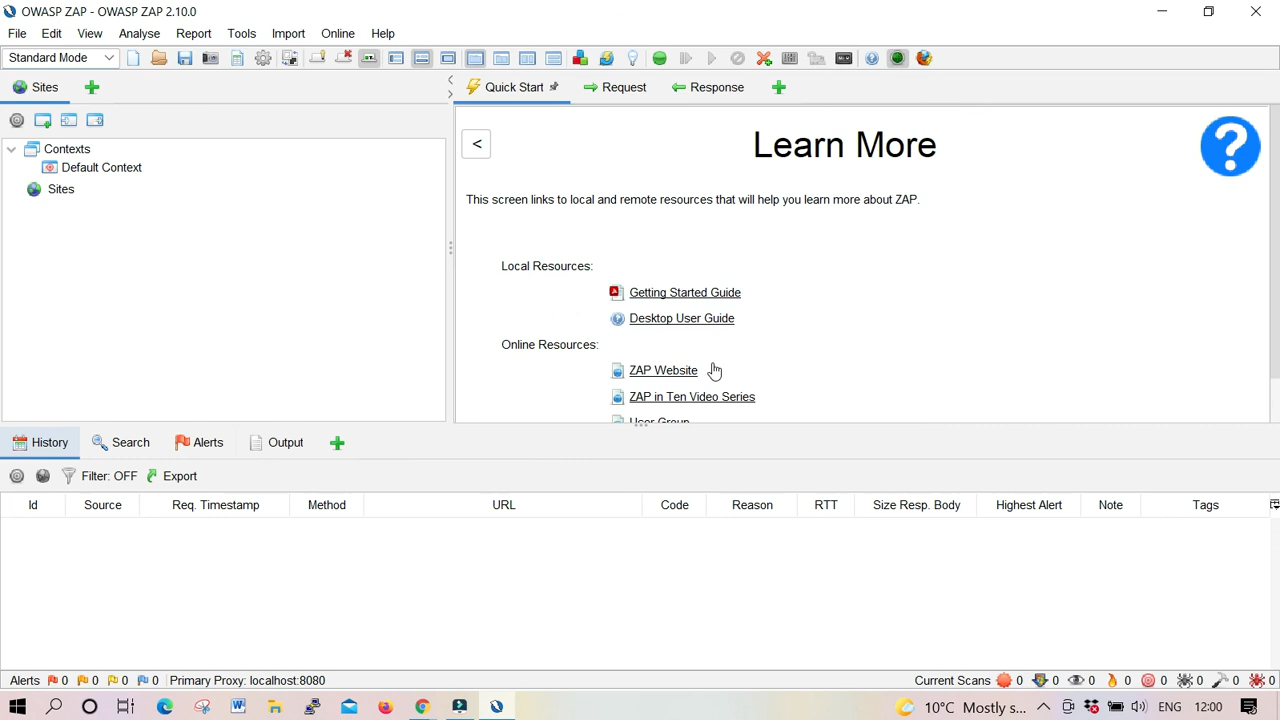 OWASP ZAP - OWASP ZAP 2.10.0
File Edit View Analyse Report Tools Import Online Help
Standard Mode
Sites
Quick Start Request Response
Contexts
Default Context
Sites
<
Learn More
This screen links to local and remote resources that will help you learn more about ZAP.
Local Resources:
Getting Started Guide
Desktop User Guide
Online Resources:
ZAP Website
ZAP in Ten Video Series
User Group
History Search Alerts Output
Filter: OFF Export
Id Source Req. Timestamp Method URL Code Reason RTT Size Resp. Body Highest Alert Note Tags
Alerts 0 0 0 0 Primary Proxy: localhost:8080 Current Scans 0 0 0 0 0 0 0 0
10°C Mostly s... ENG 12:00